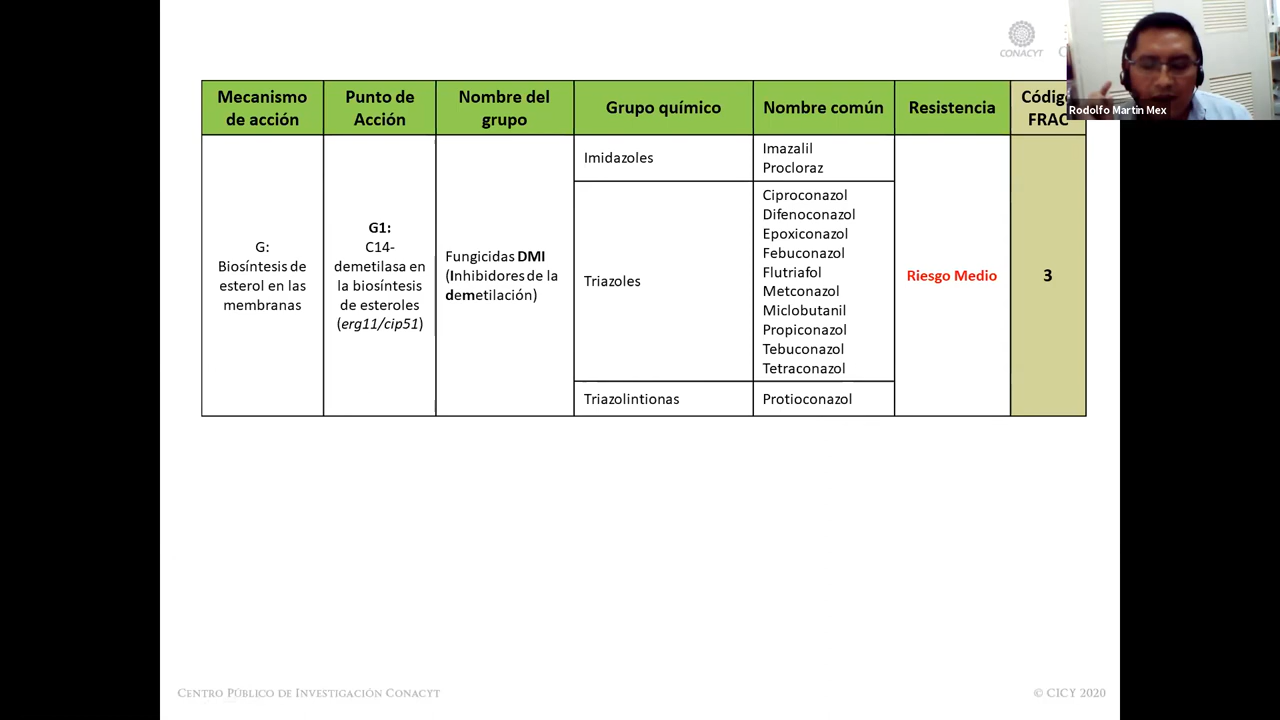 CONACYT
Rodolfo Martin Mex
Mecanismo
de acción
Punto de
Acción
Nombre del
grupo
Grupo químico
Nombre común
Resistencia
FRAC
G:
Biosíntesis de
esterol en las
membranas
G1:
C14-
demetilasa en
la biosíntesis
de esteroles
(erg11/cip51)
Fungicidas DMI
(Inhibidores de la
demetilación)
Imidazoles
Imazalil
Procloraz
Triazoles
Ciproconazol
Difenoconazol
Epoxiconazol
Febuconazol
Flutriafol
Metconazol
Miclobutanil
Propiconazol
Tebuconazol
Tetraconazol
Triazolintionas
Protioconazol
Riesgo Medio
3
CENTRO PÚBLICO DE INVESTIGACIÓN CONACYT
© CICY 2020